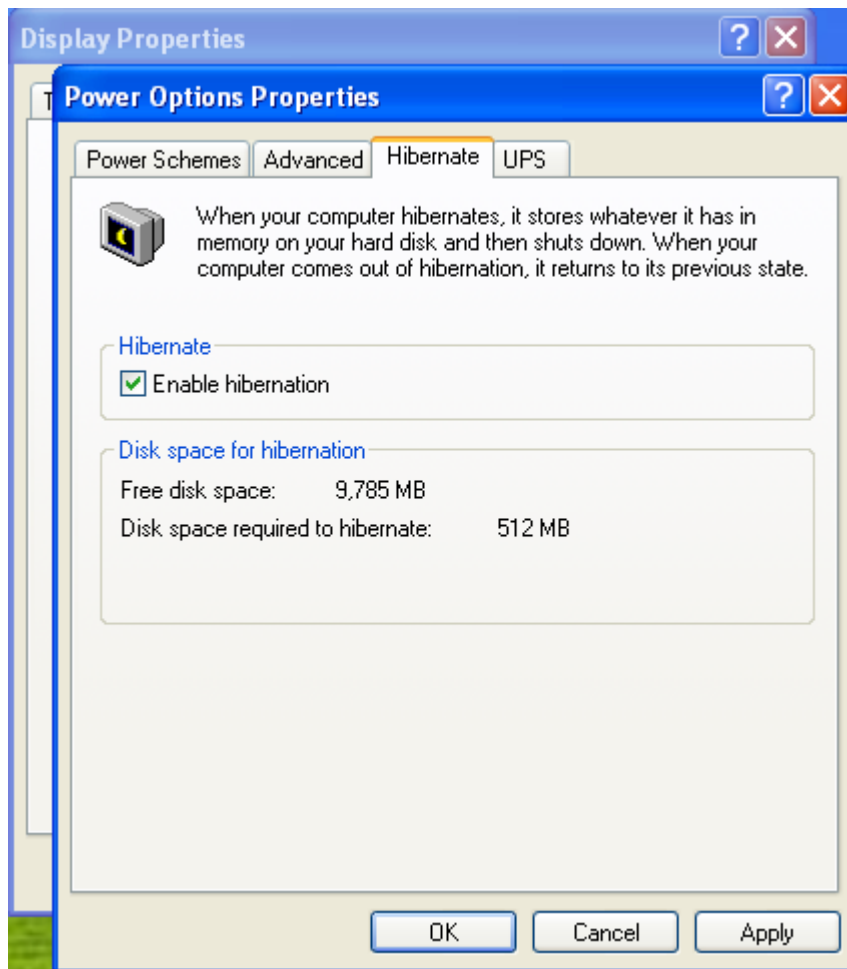 Display Properties
Power Options Properties
Power Schemes Advanced Hibernate UPS
When your computer hibernates, it stores whatever it has in
memory on your hard disk and then shuts down. When your
computer comes out of hibernation, it returns to its previous state.
Hibernate
Enable hibernation
Disk space for hibernation
Free disk space: 9,785 MB
Disk space required to hibernate: 512 MB
OK Cancel Apply